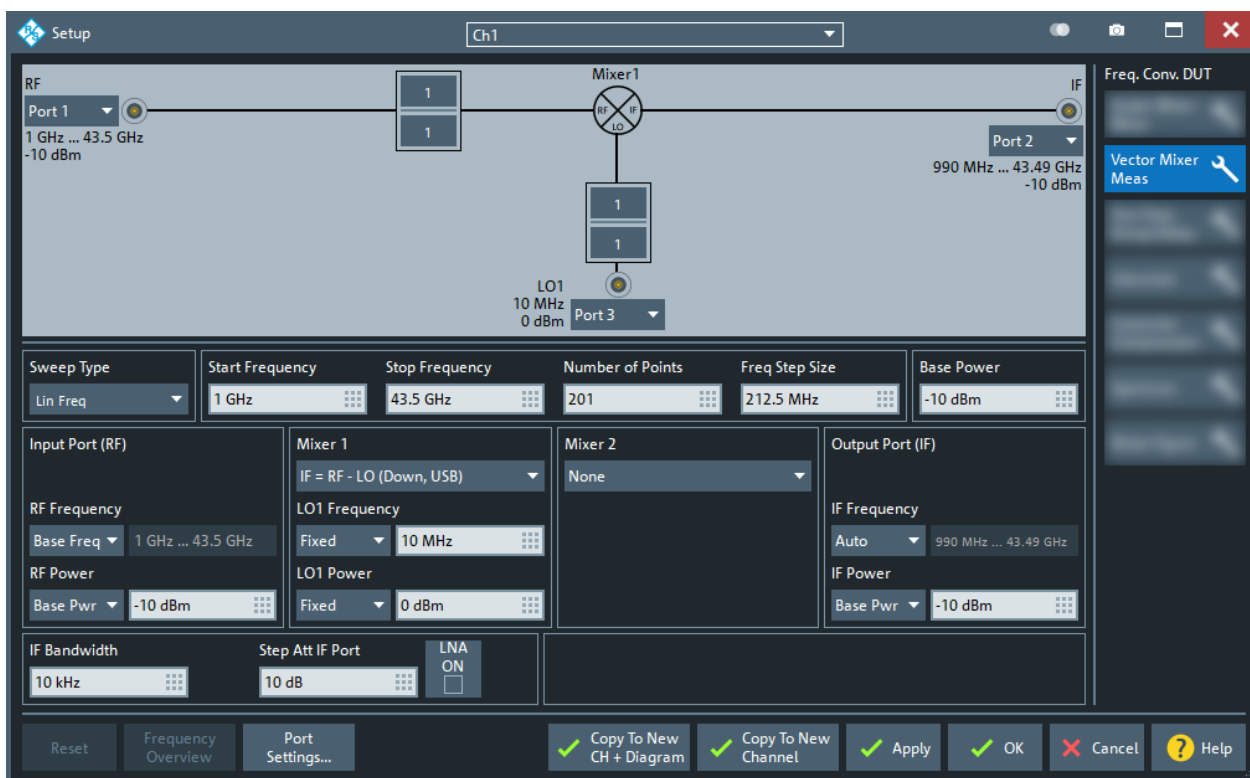 Setup
Ch1
RF
Port 1
1 GHz ... 43.5 GHz
-10 dBm
1
1
Mixer1
RF
IF
LO
IF
Port 2
990 MHz ... 43.49 GHz
-10 dBm
1
1
LO1
10 MHz
0 dBm
Port 3
Freq. Conv. DUT
Vector Mixer
Meas
Sweep Type
Lin Freq
Start Frequency
1 GHz
Stop Frequency
43.5 GHz
Number of Points
201
Freq Step Size
212.5 MHz
Base Power
-10 dBm
Input Port (RF)
RF Frequency
Base Freq
1 GHz ... 43.5 GHz
RF Power
Base Pwr
-10 dBm
Mixer 1
IF = RF - LO (Down, USB)
LO1 Frequency
Fixed
10 MHz
LO1 Power
Fixed
0 dBm
Mixer 2
None
Output Port (IF)
IF Frequency
Auto
990 MHz ... 43.49 GHz
IF Power
Base Pwr
-10 dBm
IF Bandwidth
10 kHz
Step Att IF Port
10 dB
LNA
ON
Reset
Frequency
Overview
Port
Settings...
Copy To New
CH + Diagram
Copy To New
Channel
Apply
OK
Cancel
? Help